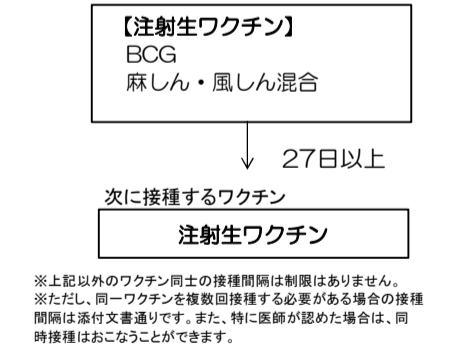 【注射生ワクチン】
BCG
麻しん・風しん混合
27日以上
次に接種するワクチン
注射生ワクチン
※上記以外のワクチン同士の接種間隔は制限はありません。
※ただし、同一ワクチンを複数回接種する必要がある場合の接種
間隔は添付文書通りです。また、特に医師が認めた場合は、同
時接種はおこなうことができます。